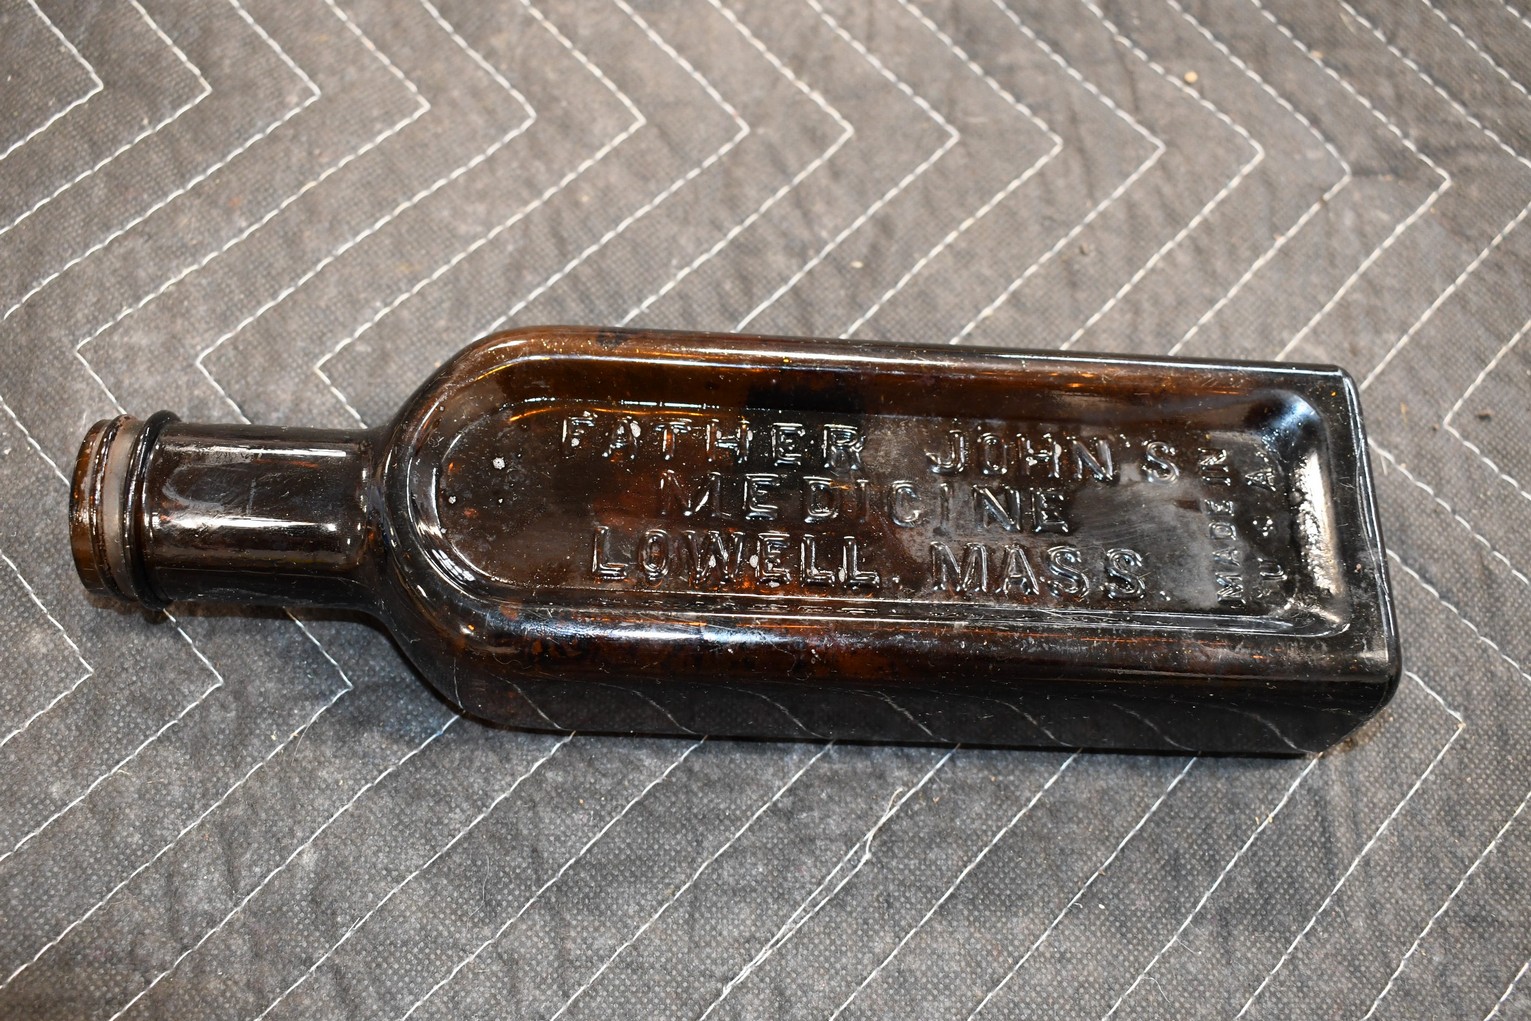 FATHER JOHN'S
MEDICINE
LOWELL. MASS.
MADE IN
U S A